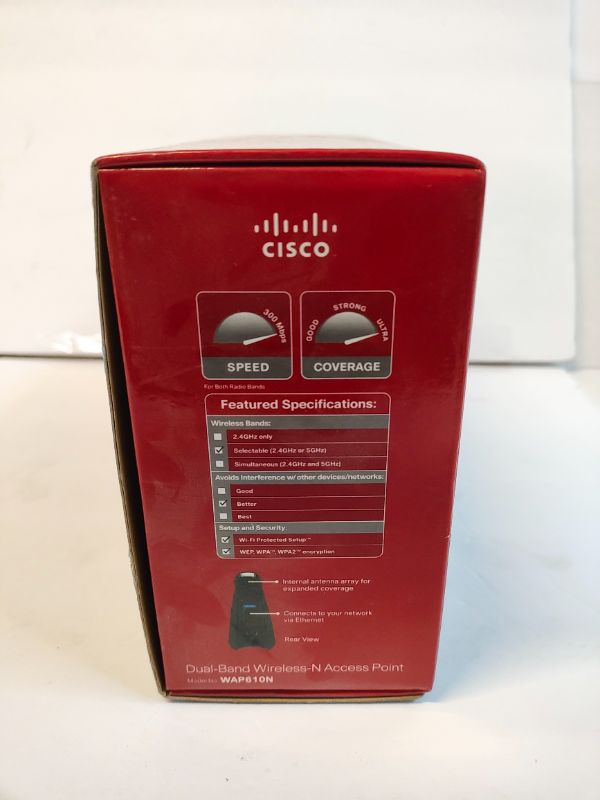 CISCO
300 Mbps
SPEED
GOOD STRONG ULTRA
COVERAGE
For Both Radio Bands
Featured Specifications:
Wireless Bands:
2.4GHz only
Selectable (2.4GHz or 5GHz)
Simultaneous (2.4GHz and 5GHz)
Avoids Interference w/ other devices/networks:
Good
Better
Best
Setup and Security
Wi-Fi Protected Setup™
WEP, WPA™, WPA2™ encryption
Internal antenna array for
expanded coverage
Connects to your network
via Ethernet
Rear View
Dual-Band Wireless-N Access Point
Model No. WAP610N